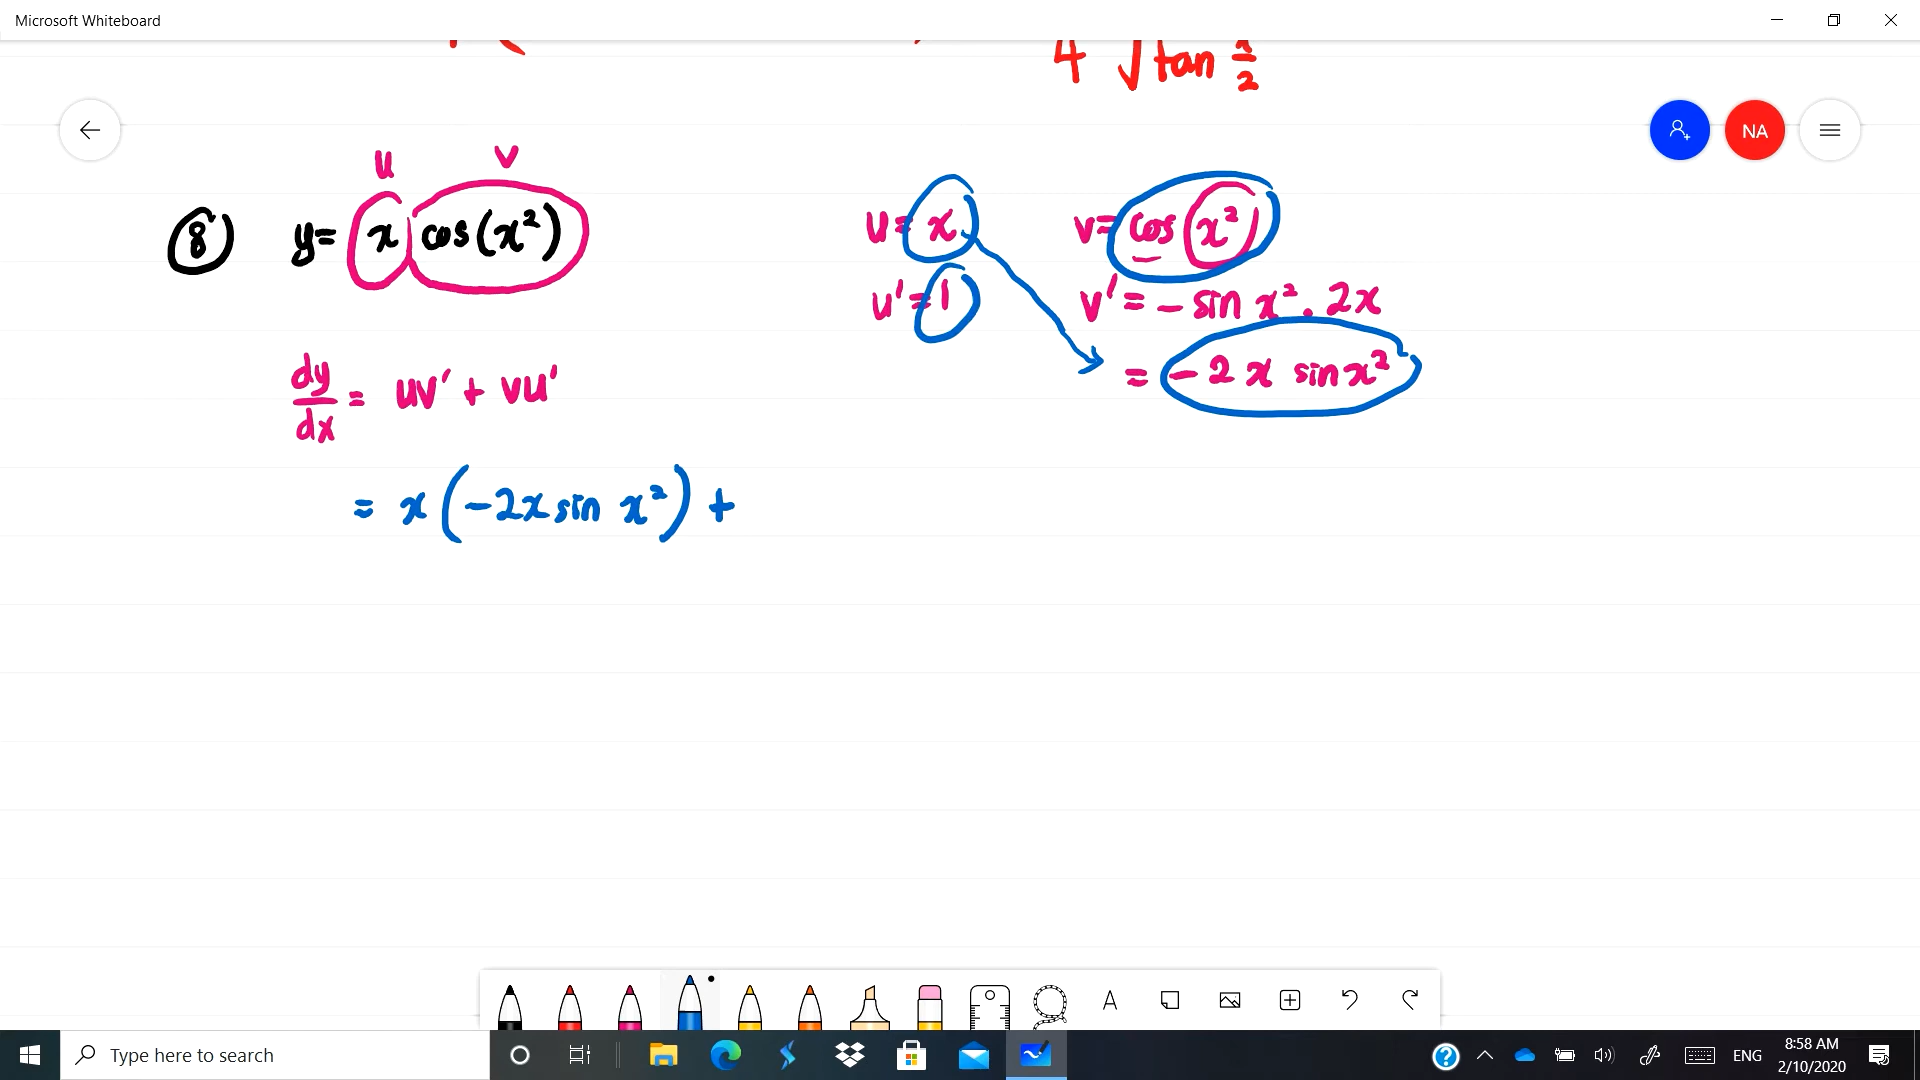 Microsoft Whiteboard
4 √tan x/2
NA
u v
⑧ y= x cos(x²)
u= x v= cos(x²)
u'= 1 v'= - sin x² . 2x
= - 2x sin x²
dy/dx = uv' + vu'
= x(-2x sin x²) +
A
Type here to search
ENG
8:58 AM
2/10/2020